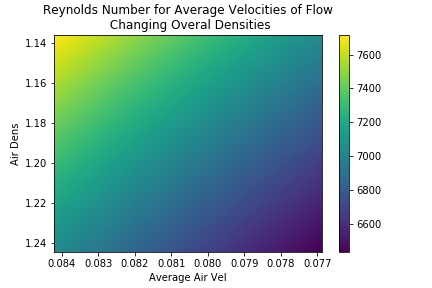 Reynolds Number for Average Velocities of Flow
Changing Overal Densities
1.14
1.16
1.18
1.20
1.22
1.24
Air Dens
0.084 0.083 0.082 0.081 0.080 0.079 0.078 0.077
Average Air Vel
7600
7400
7200
7000
6800
6600